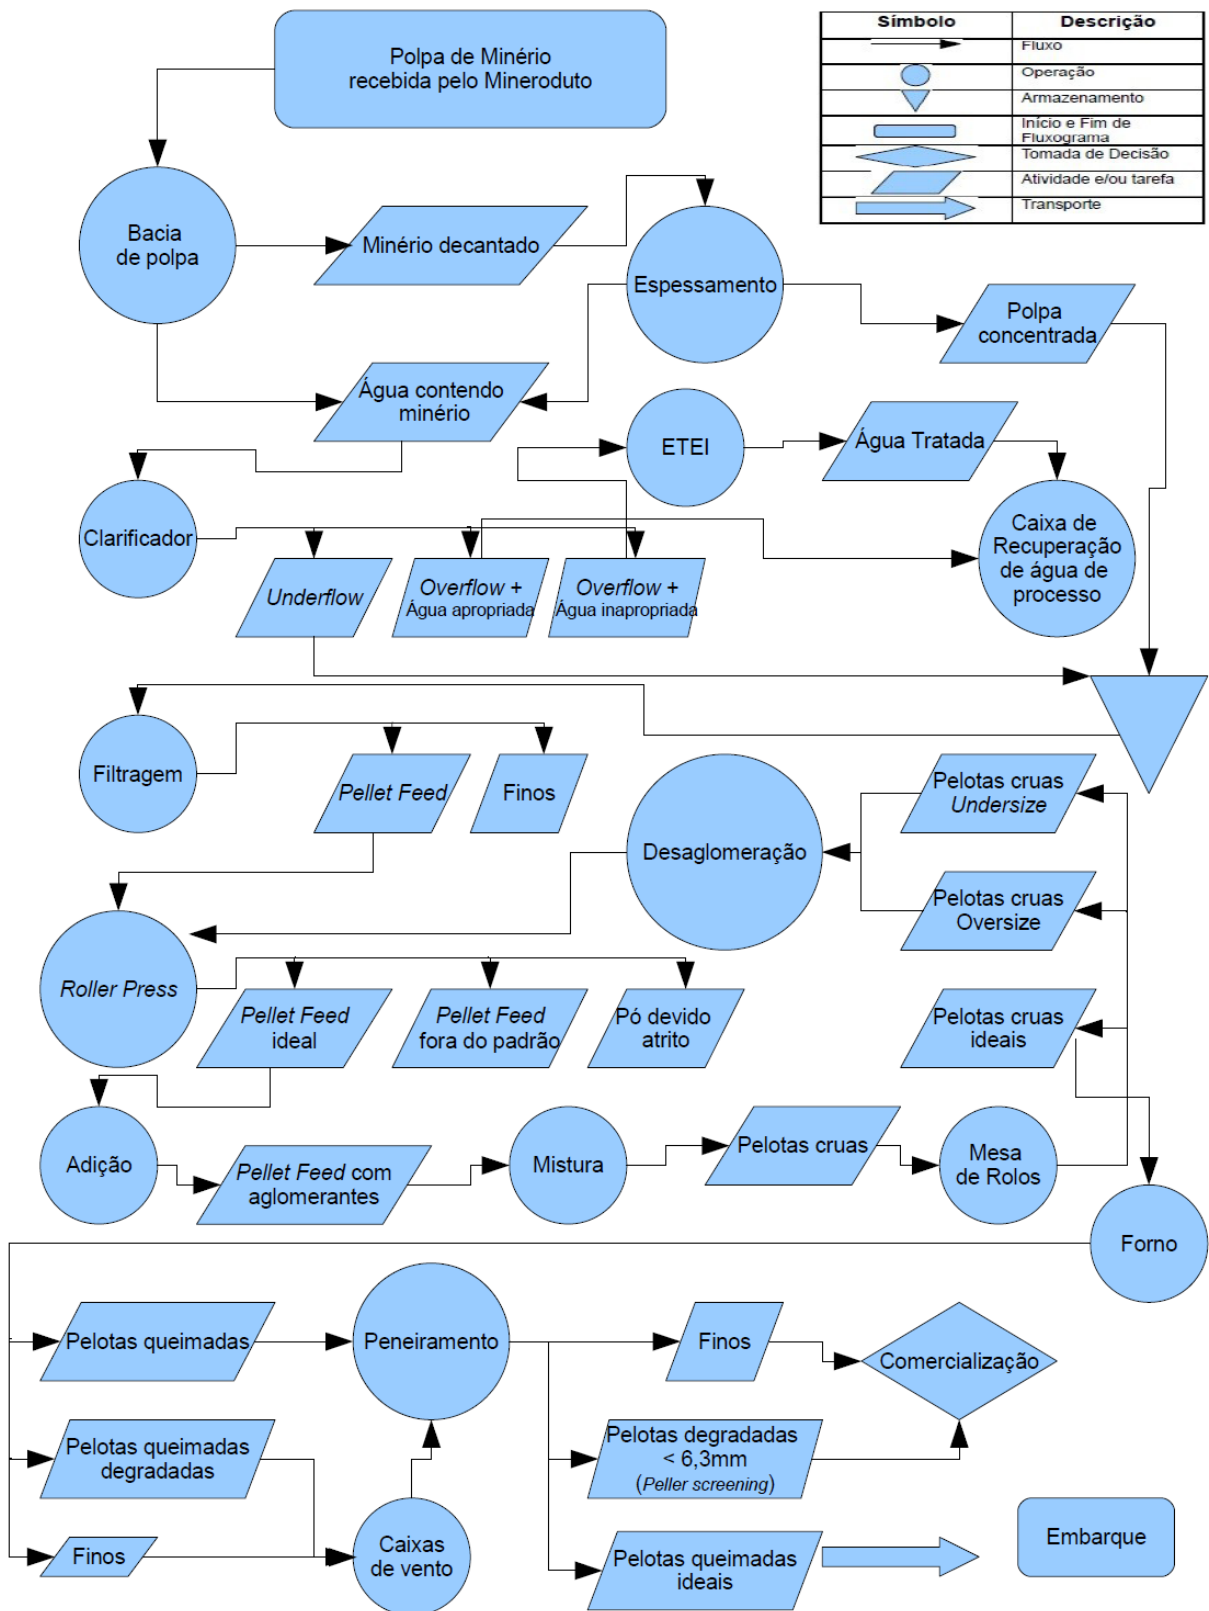 Polpa de Minério
recebida pelo Mineroduto
Símbolo Descrição
Fluxo
Operação
Armazenamento
Início e Fim de
Fluxograma
Tomada de Decisão
Atividade e/ou tarefa
Transporte
Bacia
de polpa
Minério decantado
Espessamento
Polpa
concentrada
Água contendo
minério
ETEI
Água Tratada
Clarificador
Caixa de
Recuperação
de água de
processo
Underflow
Overflow +
Água apropriada
Overflow +
Água inapropriada
Filtragem
Pellet Feed
Finos
Desaglomeração
Pelotas cruas
Undersize
Pelotas cruas
Oversize
Roller Press
Pellet Feed
ideal
Pellet Feed
fora do padrão
Pó devido
atrito
Pelotas cruas
ideais
Adição
Pellet Feed com
aglomerantes
Mistura
Pelotas cruas
Mesa
de Rolos
Forno
Pelotas queimadas
Peneiramento
Finos
Comercialização
Pelotas queimadas
degradadas
Pelotas degradadas
< 6,3mm
(Peller screening)
Finos
Caixas
de vento
Pelotas queimadas
ideais
Embarque